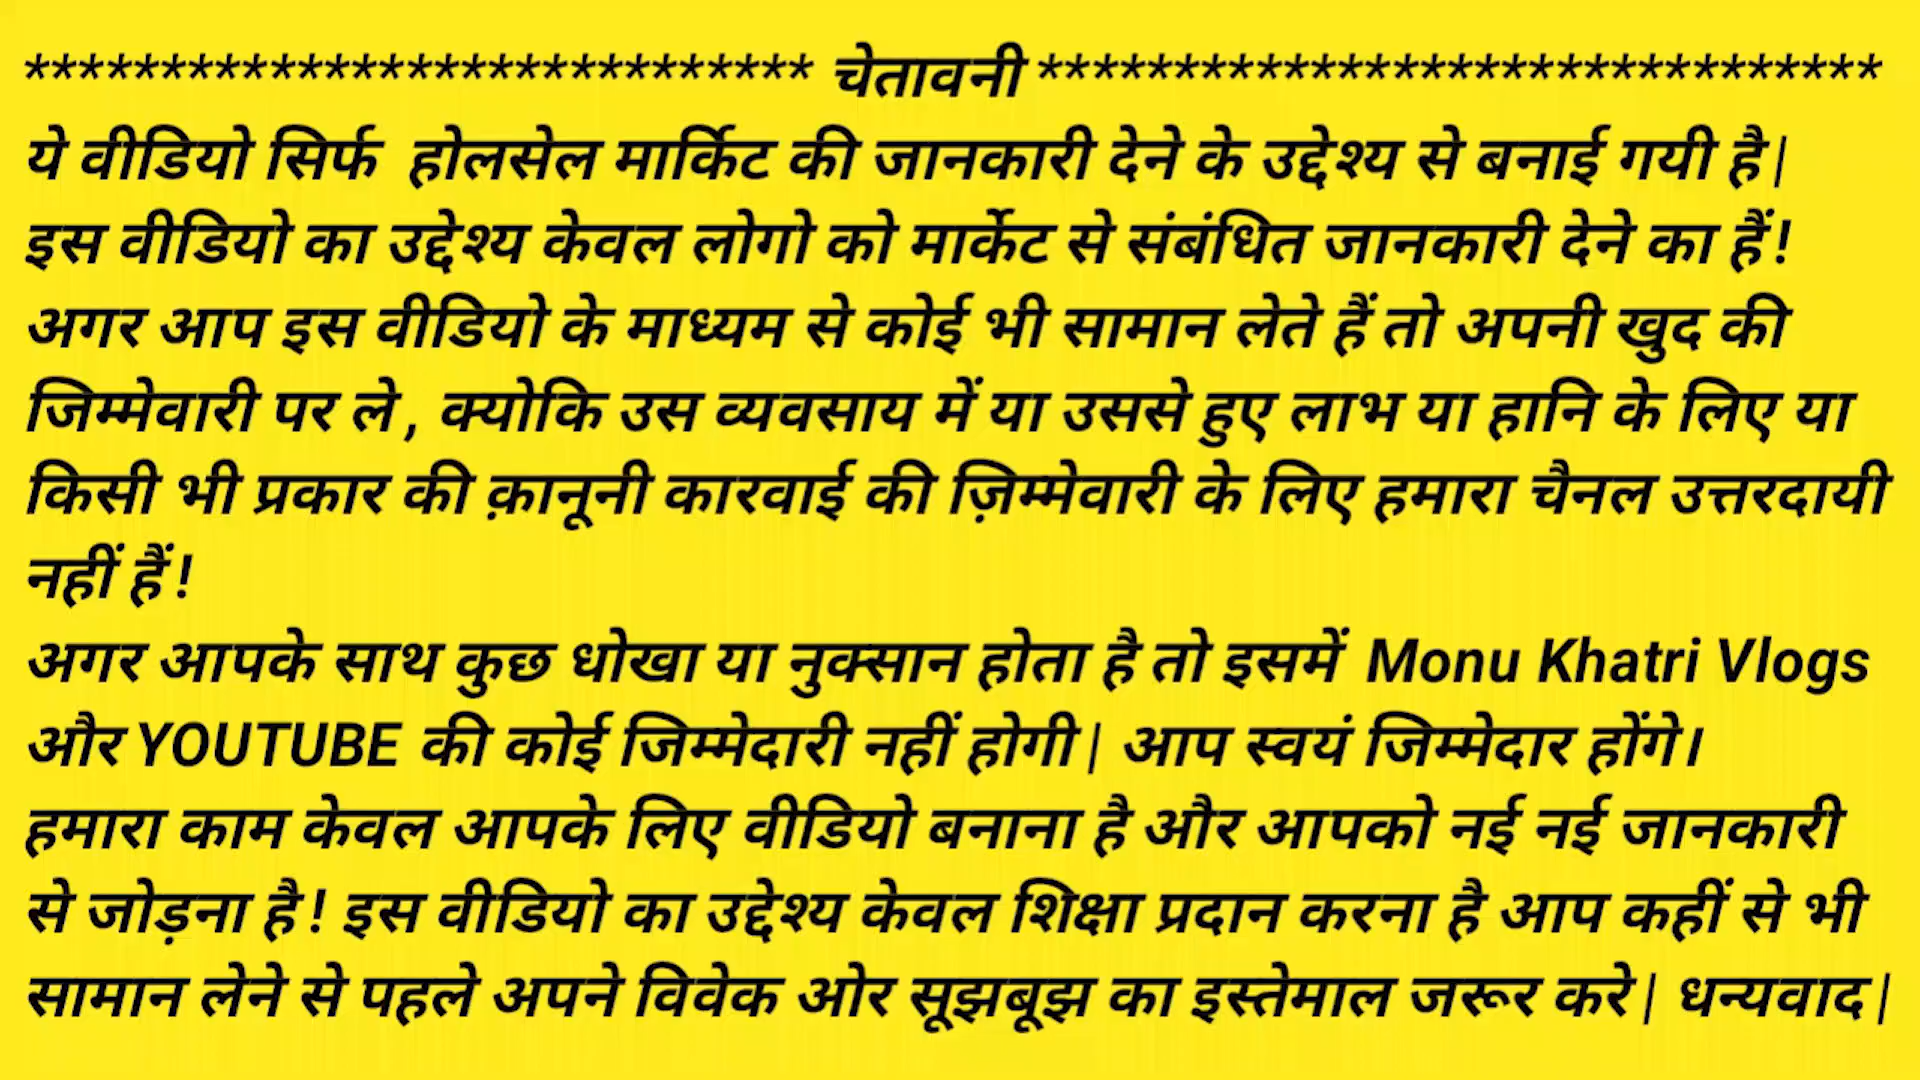 ***************************** चेतावनी *******************************
ये वीडियो सिर्फ होलसेल मार्किट की जानकारी देने के उद्देश्य से बनाई गयी है|
इस वीडियो का उद्देश्य केवल लोगो को मार्केट से संबंधित जानकारी देने का हैं!
अगर आप इस वीडियो के माध्यम से कोई भी सामान लेते हैं तो अपनी खुद की
जिम्मेवारी पर ले, क्योकि उस व्यवसाय में या उससे हुए लाभ या हानि के लिए या
किसी भी प्रकार की क़ानूनी कारवाई की ज़िम्मेवारी के लिए हमारा चैनल उत्तरदायी
नहीं हैं!
अगर आपके साथ कुछ धोखा या नुक्सान होता है तो इसमें Monu Khatri Vlogs
और YOUTUBE की कोई जिम्मेदारी नहीं होगी| आप स्वयं जिम्मेदार होंगे।
हमारा काम केवल आपके लिए वीडियो बनाना है और आपको नई नई जानकारी
से जोड़ना है! इस वीडियो का उद्देश्य केवल शिक्षा प्रदान करना है आप कहीं से भी
सामान लेने से पहले अपने विवेक ओर सूझबूझ का इस्तेमाल जरूर करे| धन्यवाद|